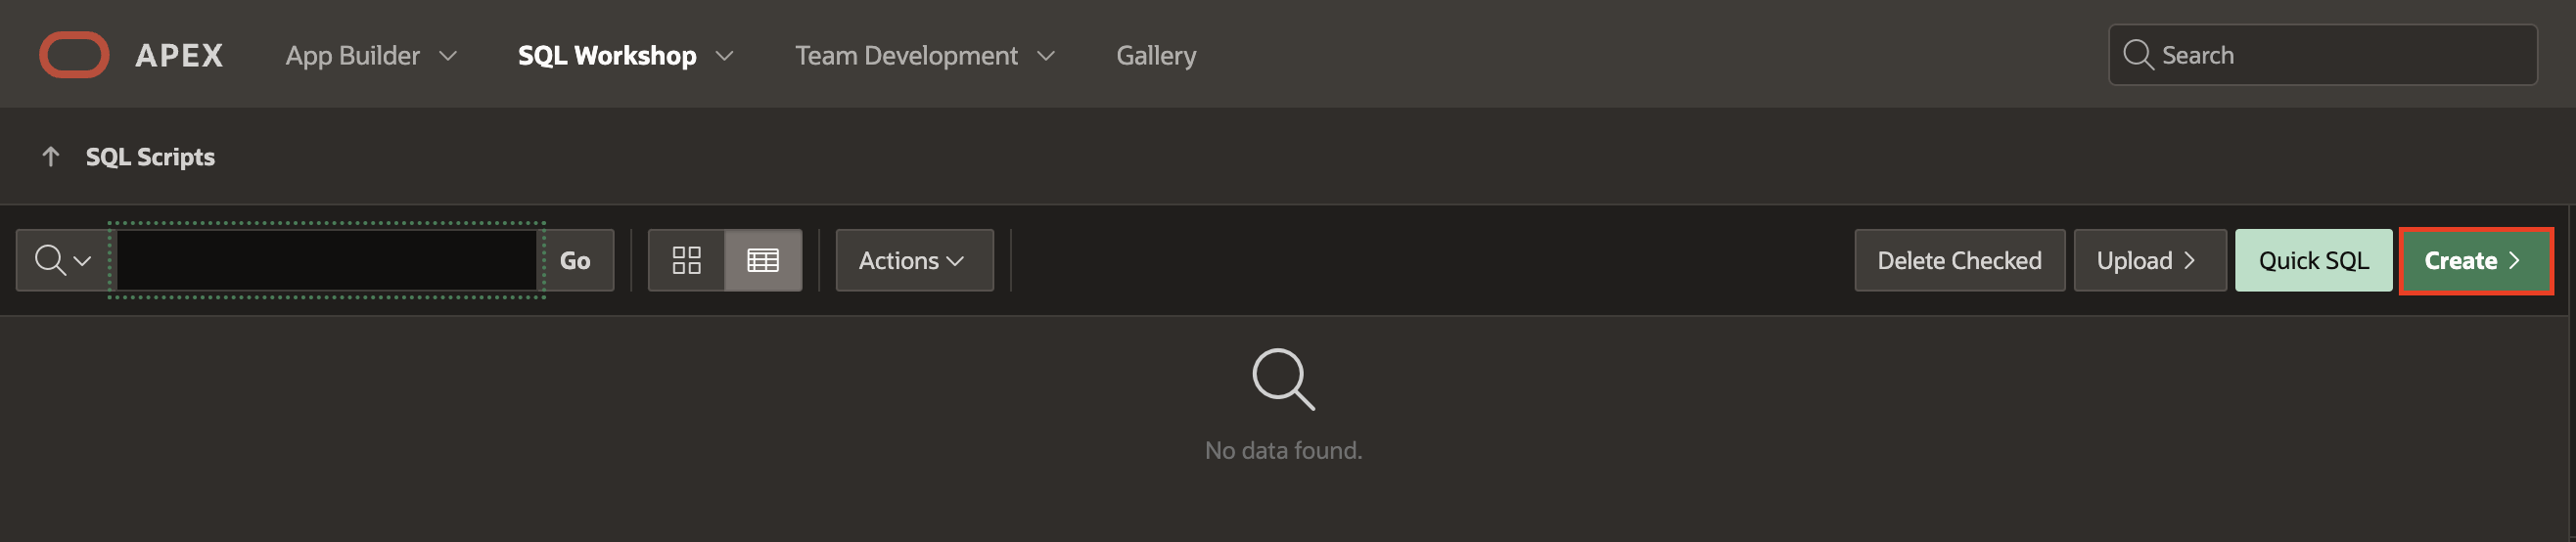 APEX App Builder SQL Workshop Team Development Gallery Search
SQL Scripts
Go Actions Delete Checked Upload Quick SQL Create
No data found.